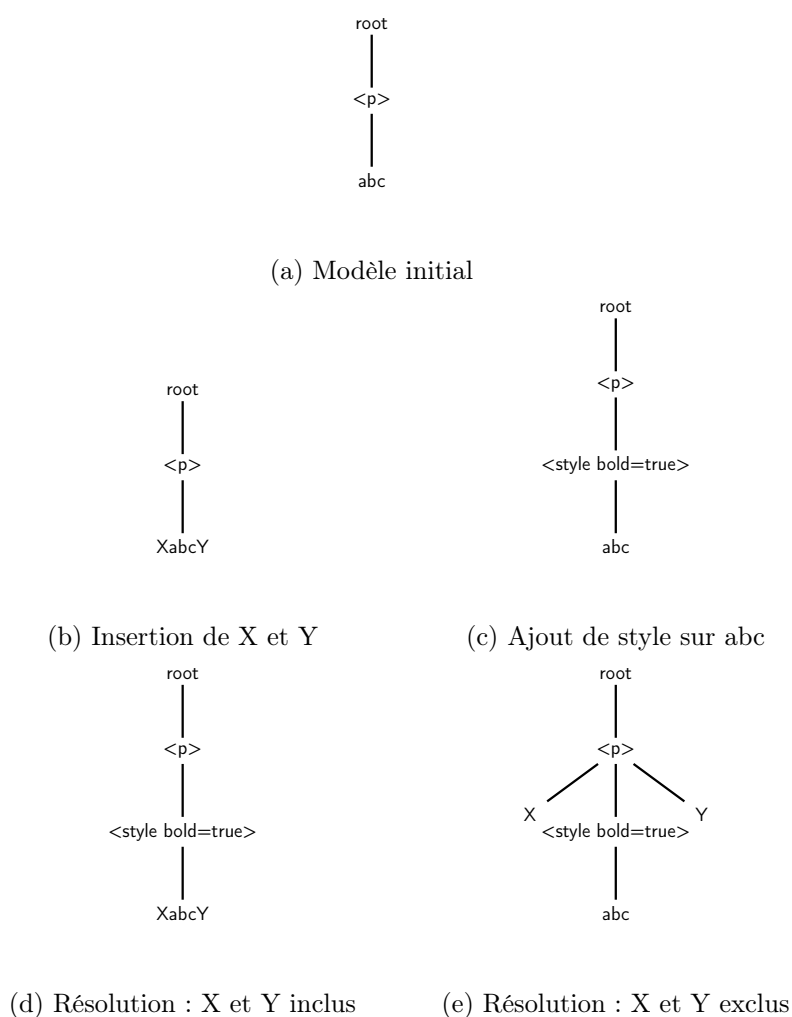 root
<p>
abc
(a) Modèle initial
root
<p>
XabcY
(b) Insertion de X et Y
root
<p>
<style bold=true>
abc
(c) Ajout de style sur abc
root
<p>
<style bold=true>
XabcY
(d) Résolution : X et Y inclus
root
<p>
X
Y
<style bold=true>
abc
(e) Résolution : X et Y exclus